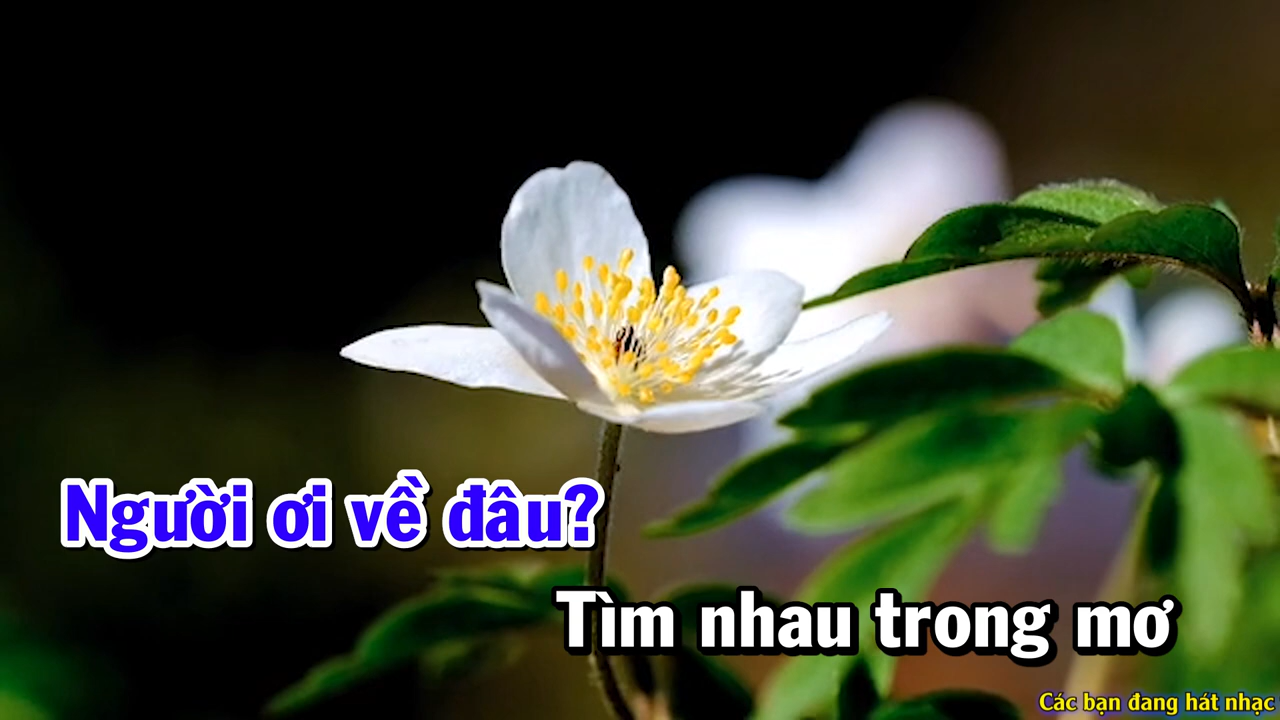 Người ơi về đâu?
Tìm nhau trong mơ
Các bạn đang hát nhạc